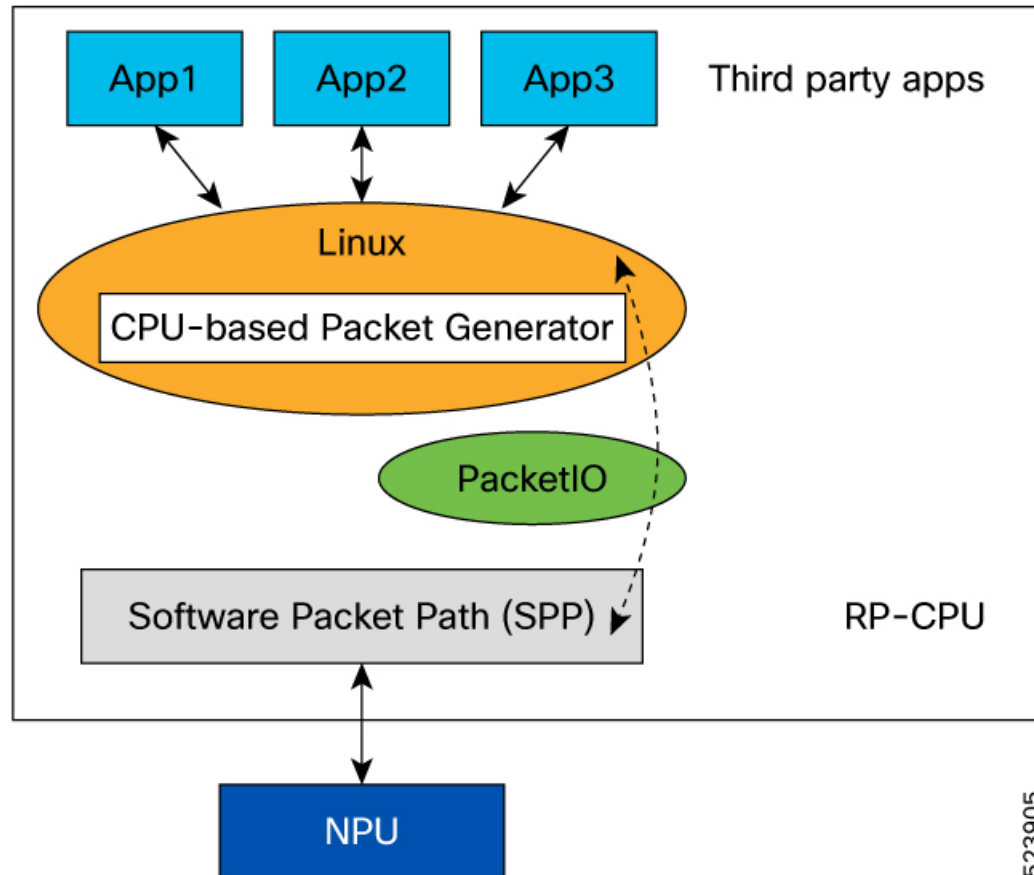 App1 App2 App3 Third party apps
Linux
CPU-based Packet Generator
PacketIO
Software Packet Path (SPP) RP-CPU
NPU
523905